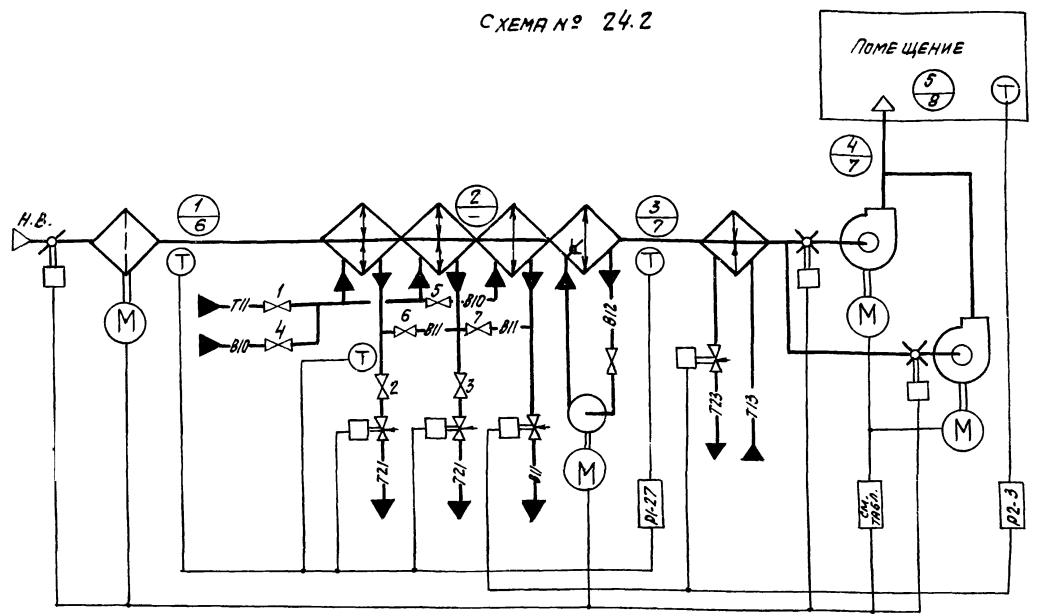 СХЕМА № 24.2
ПОМЕЩЕНИЕ
5
8
Т
4
7
Н.В.
1
6
2
–
3
7
Т
Т
Т11
1
5
В10
В12
В10
4
6
В11
7
В11
М
Т
2
3
Т23
Т13
М
М
Т21
Т21
В11
М
Р1-27
СМ. ТАБЛ.
Р2-3